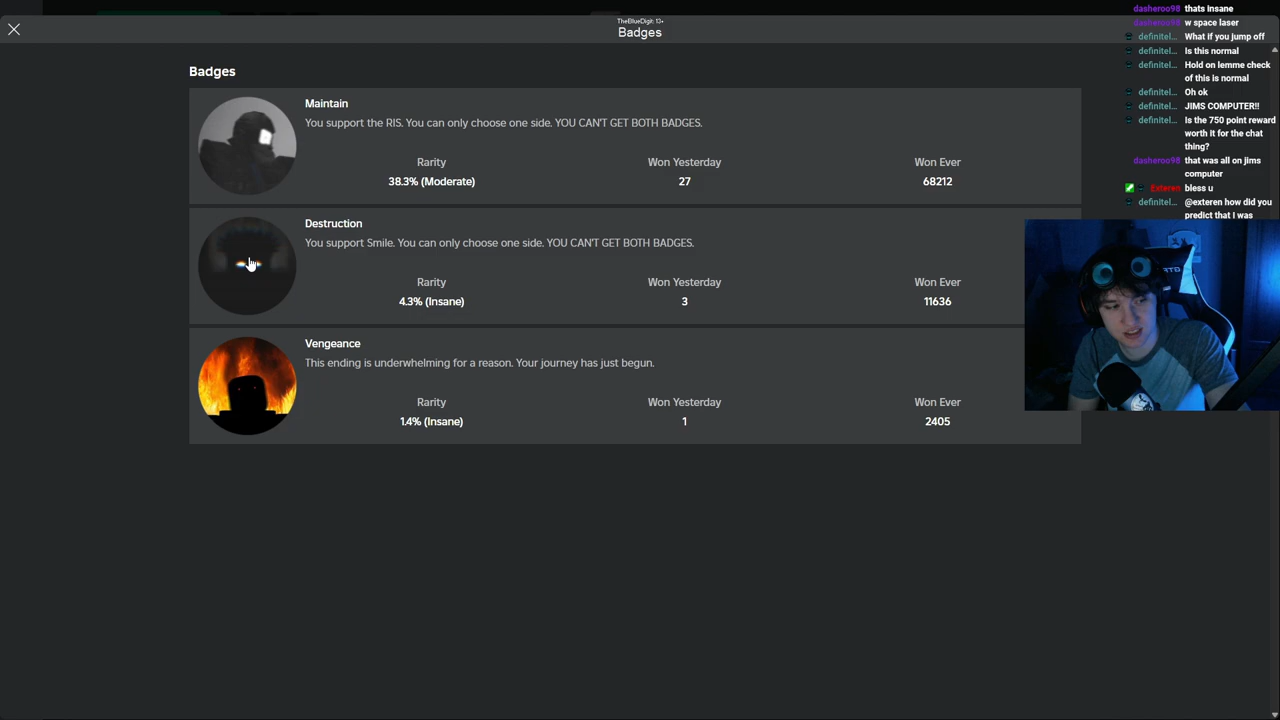 TheBlueDigit: 13+
Badges
Badges
Maintain
You support the RIS. You can only choose one side. YOU CAN'T GET BOTH BADGES.
Rarity Won Yesterday Won Ever
38.3% (Moderate) 27 68212
Destruction
You support Smile. You can only choose one side. YOU CAN'T GET BOTH BADGES.
Rarity Won Yesterday Won Ever
4.3% (Insane) 3 11636
Vengeance
This ending is underwhelming for a reason. Your journey has just begun.
Rarity Won Yesterday Won Ever
1.4% (Insane) 1 2405
dasheroo98 thats insane
dasheroo98 w space laser
definitel... What if you jump off
definitel... Is this normal
definitel... Hold on lemme check
of this is normal
definitel... Oh ok
definitel... JIMS COMPUTER!!
definitel... Is the 750 point reward
worth it for the chat
thing?
dasheroo98 that was all on jims
computer
Exteren bless u
definitel... @exteren how did you
predict that I was